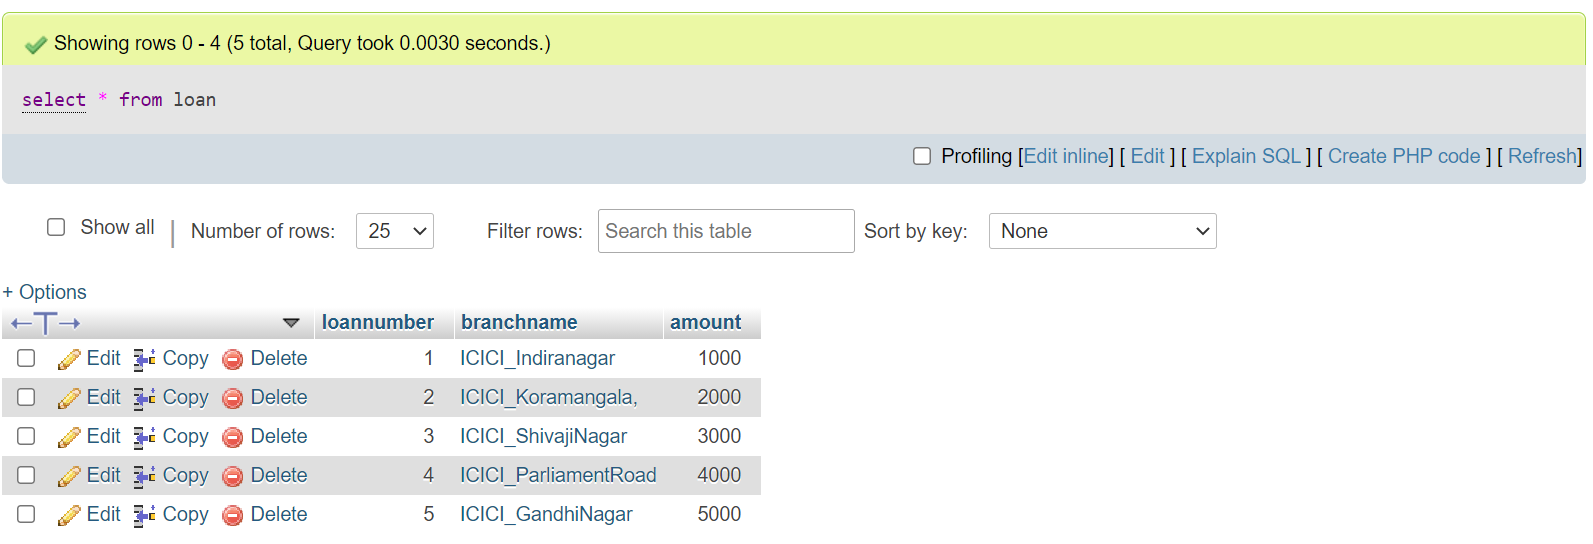 Showing rows 0 - 4 (5 total, Query took 0.0030 seconds.)
select * from loan
Profiling [Edit inline] [ Edit ] [ Explain SQL ] [ Create PHP code ] [ Refresh]
Show all | Number of rows: 25 Filter rows: Search this table Sort by key: None
+ Options
←T→ loannumber branchname amount
Edit Copy Delete 1 ICICI_Indiranagar 1000
Edit Copy Delete 2 ICICI_Koramangala, 2000
Edit Copy Delete 3 ICICI_ShivajiNagar 3000
Edit Copy Delete 4 ICICI_ParliamentRoad 4000
Edit Copy Delete 5 ICICI_GandhiNagar 5000